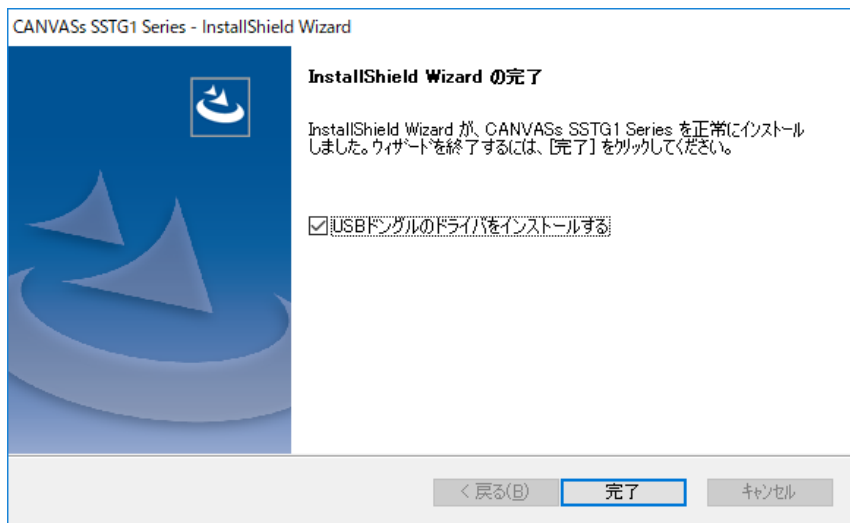 CANVASs SSTG1 Series - InstallShield Wizard
InstallShield Wizard の完了
InstallShield Wizard が、CANVASs SSTG1 Series を正常にインストール
しました。ウィザードを終了するには、[完了] をクリックしてください。
USBドングルのドライバをインストールする
< 戻る(B)
完了
キャンセル